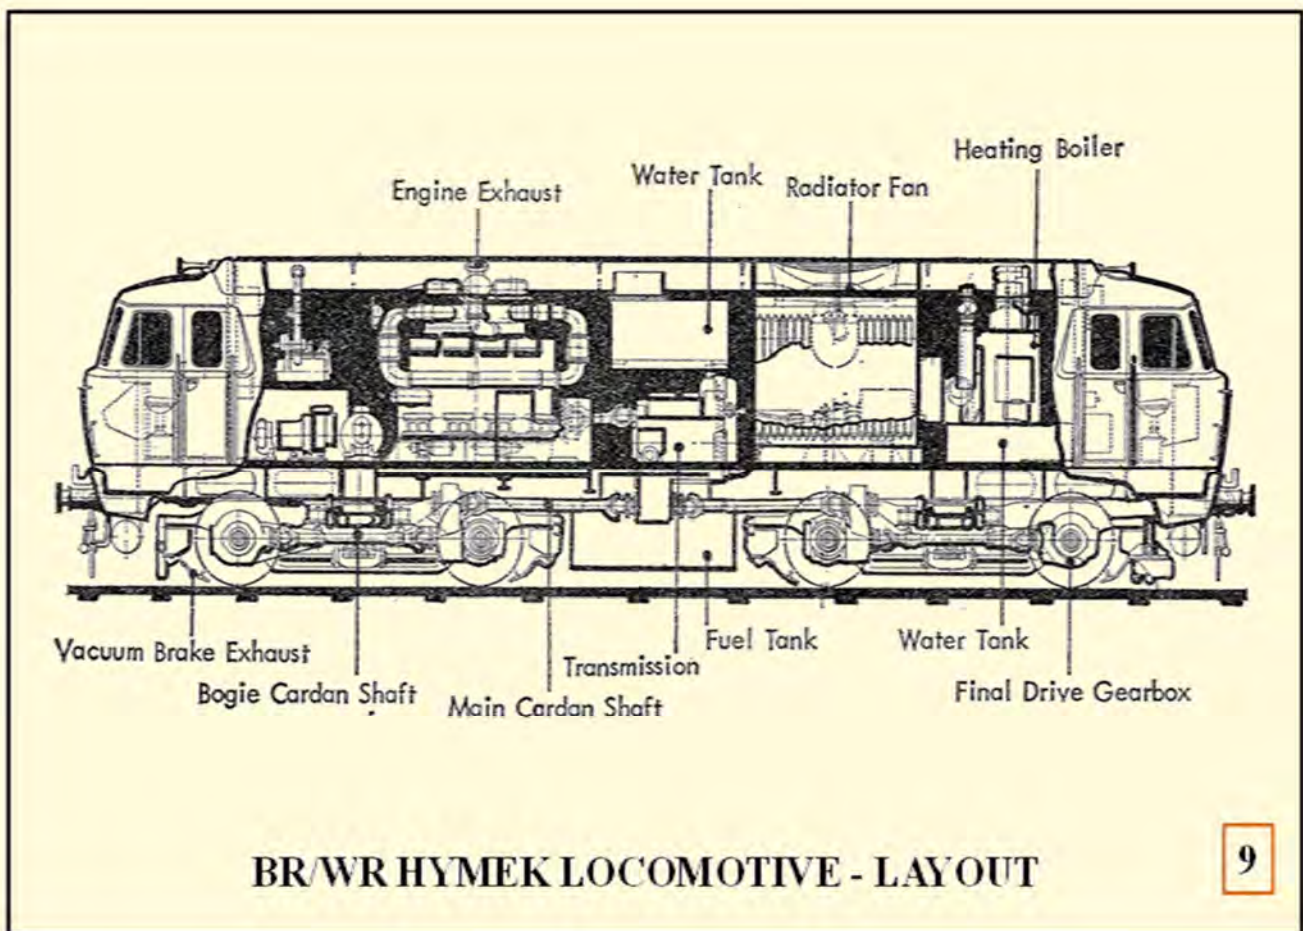 Heating Boiler
Water Tank
Engine Exhaust
Radiator Fan
Vacuum Brake Exhaust
Bogie Cardan Shaft
Main Cardan Shaft
Transmission
Fuel Tank
Water Tank
Final Drive Gearbox
BR/WR HYMEK LOCOMOTIVE - LAYOUT
9